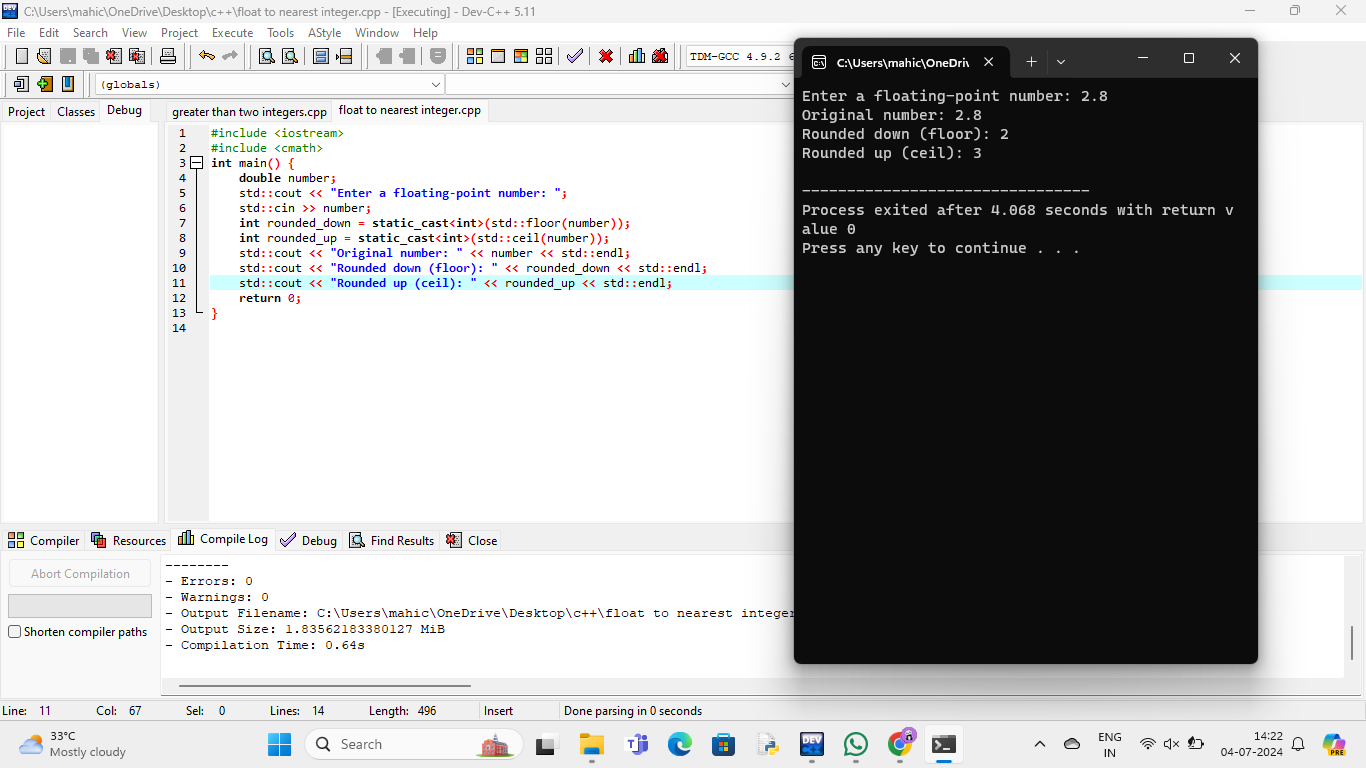 C:\Users\mahic\OneDrive\Desktop\c++\float to nearest integer.cpp - [Executing] - Dev-C++ 5.11
File Edit Search View Project Execute Tools AStyle Window Help
TDM-GCC 4.9.2 6
(globals)
Project Classes Debug
greater than two integers.cpp float to nearest integer.cpp
1 #include <iostream>
2 #include <cmath>
3 int main() {
4 double number;
5 std::cout << "Enter a floating-point number: ";
6 std::cin >> number;
7 int rounded_down = static_cast<int>(std::floor(number));
8 int rounded_up = static_cast<int>(std::ceil(number));
9 std::cout << "Original number: " << number << std::endl;
10 std::cout << "Rounded down (floor): " << rounded_down << std::endl;
11 std::cout << "Rounded up (ceil): " << rounded_up << std::endl;
12 return 0;
13 }
14
C:\Users\mahic\OneDri
Enter a floating-point number: 2.8
Original number: 2.8
Rounded down (floor): 2
Rounded up (ceil): 3
--------------------------------
Process exited after 4.068 seconds with return v
alue 0
Press any key to continue . . .
Compiler Resources Compile Log Debug Find Results Close
Abort Compilation
Shorten compiler paths
--------
- Errors: 0
- Warnings: 0
- Output Filename: C:\Users\mahic\OneDrive\Desktop\c++\float to nearest integer
- Output Size: 1.83562183380127 MiB
- Compilation Time: 0.64s
Line: 11 Col: 67 Sel: 0 Lines: 14 Length: 496 Insert Done parsing in 0 seconds
33°C
Mostly cloudy
Search
DEV
ENG
IN
14:22
04-07-2024
PRE